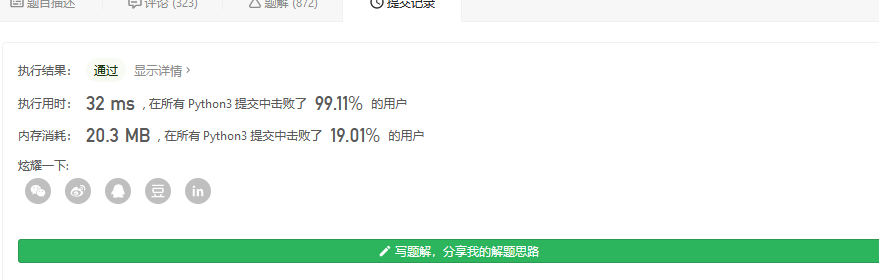 题目描述 评论 (323) 题解 (872) 提交记录
执行结果： 通过 显示详情 ›
执行用时： 32 ms , 在所有 Python3 提交中击败了 99.11% 的用户
内存消耗： 20.3 MB , 在所有 Python3 提交中击败了 19.01% 的用户
炫耀一下:
豆 in
写题解，分享我的解题思路